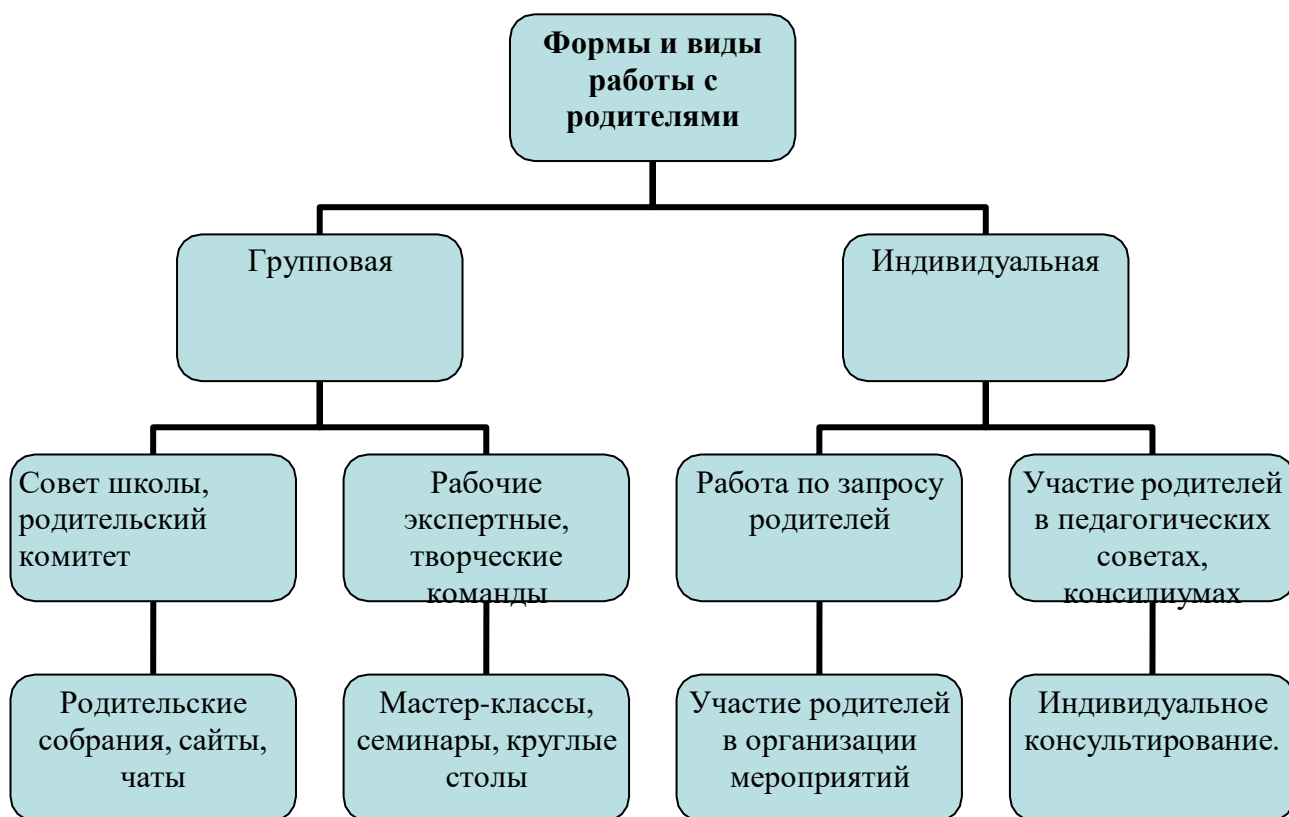 Формы и виды
работы с
родителями
Групповая
Индивидуальная
Совет школы,
родительский
комитет
Рабочие
экспертные,
творческие
команды
Работа по запросу
родителей
Участие родителей
в педагогических
советах,
консилиумах
Родительские
собрания, сайты,
чаты
Мастер-классы,
семинары, круглые
столы
Участие родителей
в организации
мероприятий
Индивидуальное
консультирование.